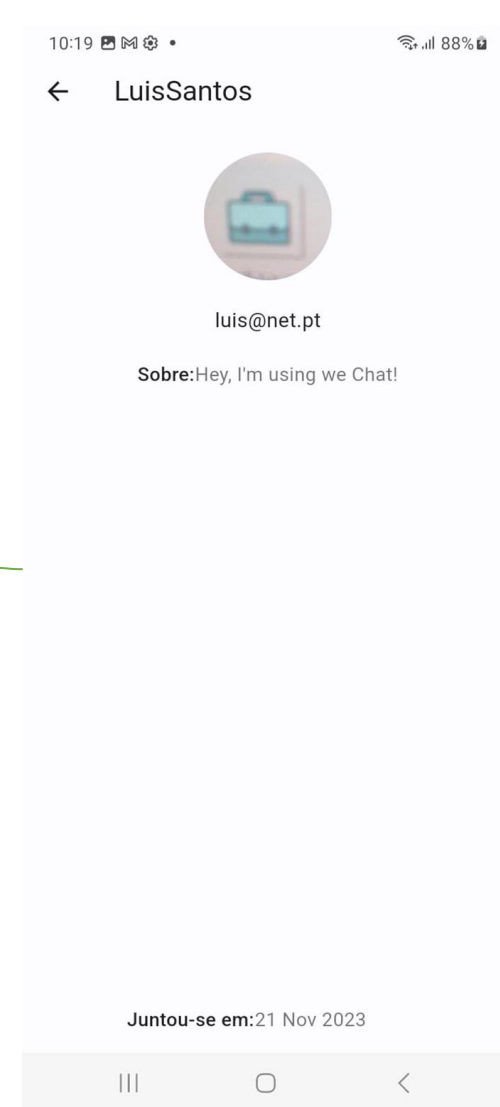 10:19 88%
LuisSantos
luis@net.pt
Sobre:Hey, I'm using we Chat!
Juntou-se em:21 Nov 2023